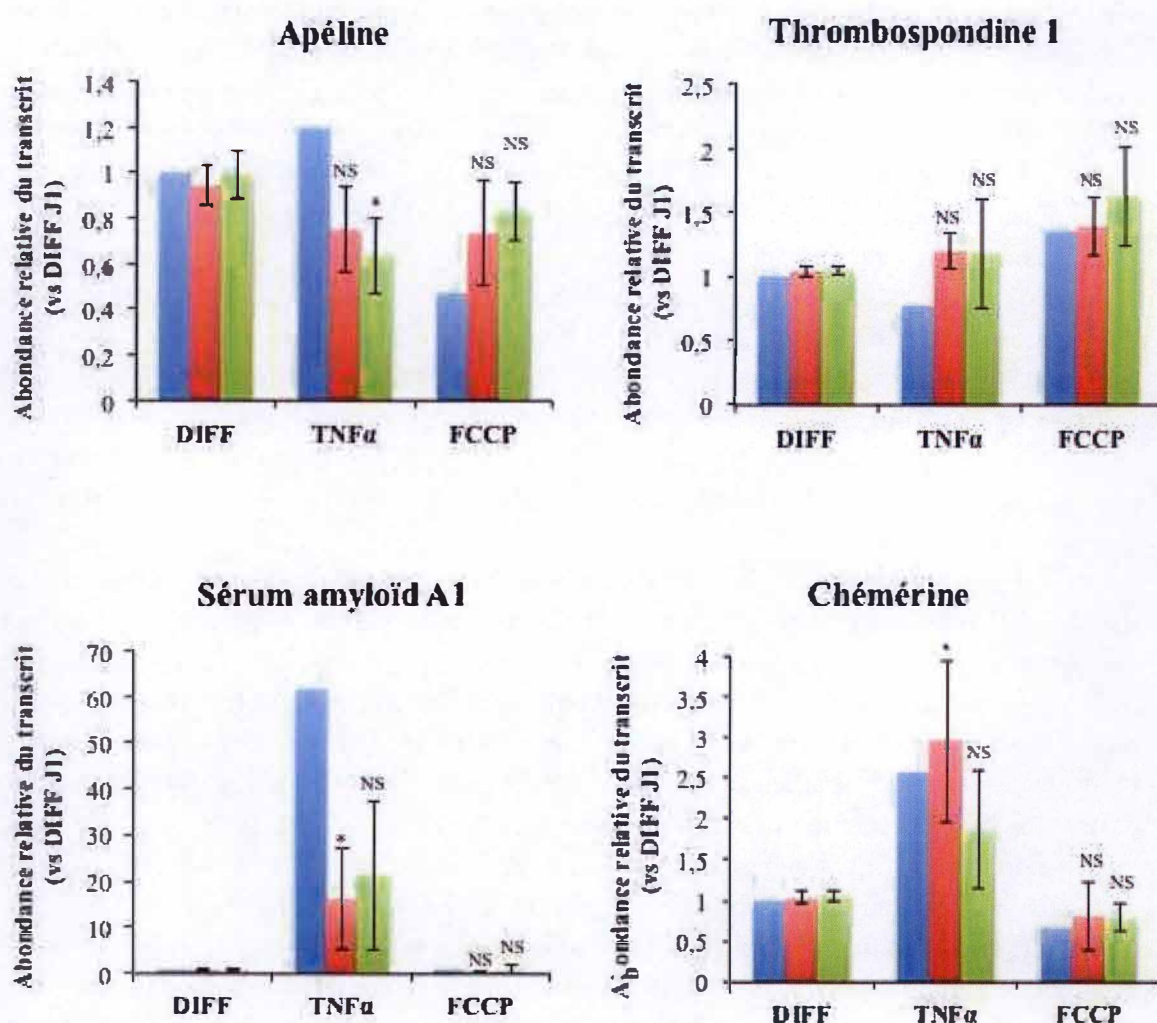 Apéline
Abondance relative du transcrit
(vs DIFF J1)
1,4
1,2
1
0,8
0,6
0,4
0,2
0
NS
*
NS
NS
DIFF
TNFα
FCCP
Thrombospondine 1
Abondance relative du transcrit
(vs DIFF J1)
2,5
2
1,5
1
0,5
0
NS
NS
NS
NS
DIFF
TNFα
FCCP
Sérum amyloïd A1
Abondance relative du transcrit
(vs DIFF J1)
70
60
50
40
30
20
10
0
*
NS
NS
NS
DIFF
TNFα
FCCP
Chémérine
Abondance relative du transcrit
(vs DIFF J1)
4
3,5
3
2,5
2
1,5
1
0,5
0
*
NS
NS
NS
DIFF
TNFα
FCCP